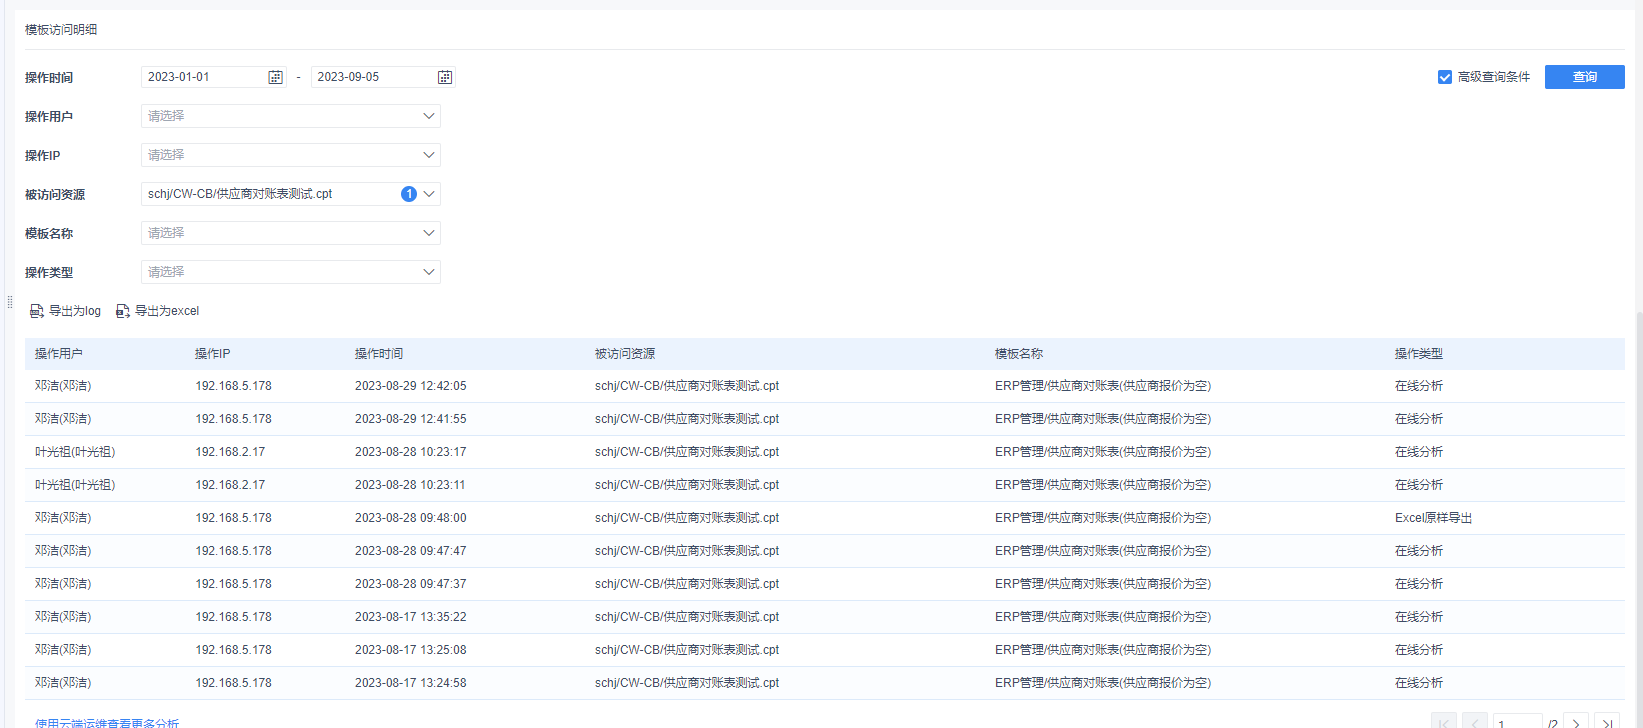 模板访问明细
操作时间 2023-01-01 - 2023-09-05 高级查询条件 查询
操作用户 请选择
操作IP 请选择
被访问资源 schj/CW-CB/供应商对账表测试.cpt 1
模板名称 请选择
操作类型 请选择
导出为log 导出为excel
操作用户 操作IP 操作时间 被访问资源 模板名称 操作类型
邓洁(邓洁) 192.168.5.178 2023-08-29 12:42:05 schj/CW-CB/供应商对账表测试.cpt ERP管理/供应商对账表(供应商报价为空) 在线分析
邓洁(邓洁) 192.168.5.178 2023-08-29 12:41:55 schj/CW-CB/供应商对账表测试.cpt ERP管理/供应商对账表(供应商报价为空) 在线分析
叶光祖(叶光祖) 192.168.2.17 2023-08-28 10:23:17 schj/CW-CB/供应商对账表测试.cpt ERP管理/供应商对账表(供应商报价为空) 在线分析
叶光祖(叶光祖) 192.168.2.17 2023-08-28 10:23:11 schj/CW-CB/供应商对账表测试.cpt ERP管理/供应商对账表(供应商报价为空) 在线分析
邓洁(邓洁) 192.168.5.178 2023-08-28 09:48:00 schj/CW-CB/供应商对账表测试.cpt ERP管理/供应商对账表(供应商报价为空) Excel原样导出
邓洁(邓洁) 192.168.5.178 2023-08-28 09:47:47 schj/CW-CB/供应商对账表测试.cpt ERP管理/供应商对账表(供应商报价为空) 在线分析
邓洁(邓洁) 192.168.5.178 2023-08-28 09:47:37 schj/CW-CB/供应商对账表测试.cpt ERP管理/供应商对账表(供应商报价为空) 在线分析
邓洁(邓洁) 192.168.5.178 2023-08-17 13:35:22 schj/CW-CB/供应商对账表测试.cpt ERP管理/供应商对账表(供应商报价为空) 在线分析
邓洁(邓洁) 192.168.5.178 2023-08-17 13:25:08 schj/CW-CB/供应商对账表测试.cpt ERP管理/供应商对账表(供应商报价为空) 在线分析
邓洁(邓洁) 192.168.5.178 2023-08-17 13:24:58 schj/CW-CB/供应商对账表测试.cpt ERP管理/供应商对账表(供应商报价为空) 在线分析
使用云端运维查看更多分析 1 /2